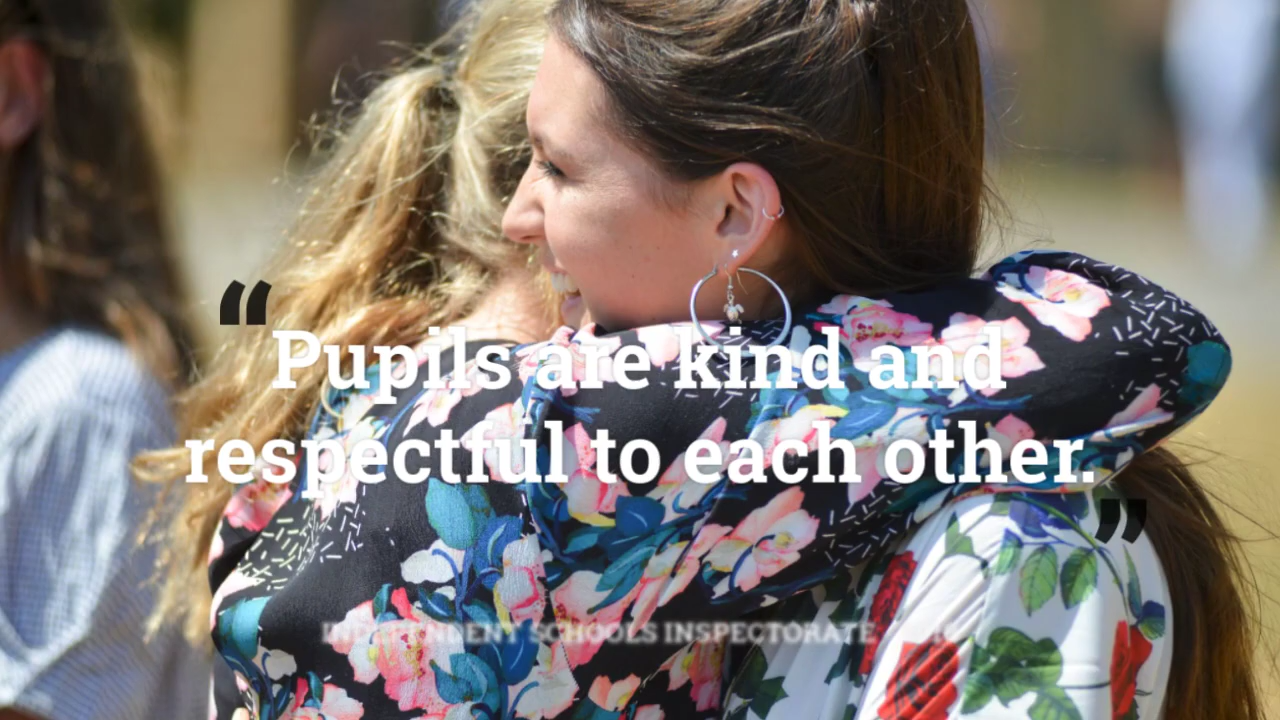 “Pupils are kind and
respectful to each other.”
INDEPENDENT SCHOOLS INSPECTORATE